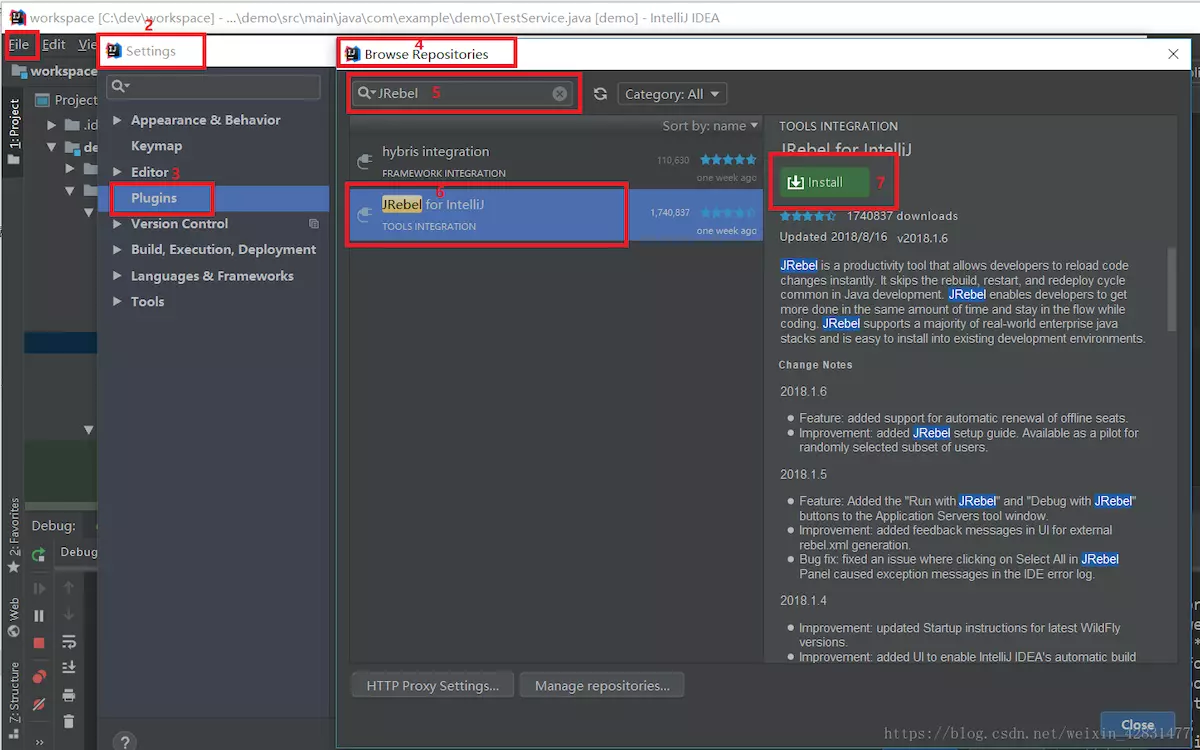 workspace [C:\dev\workspace] - ...\demo\src\main\java\com\example\demo\TestService.java [demo] - IntelliJ IDEA
File Edit Vie
2
Settings
4
Browse Repositories
workspace
1: Project
Project
.id
de
Appearance & Behavior
Keymap
Editor 3
Plugins
Version Control
Build, Execution, Deployment
Languages & Frameworks
Tools
JRebel 5
Category: All
Sort by: name
hybris integration
110,630
FRAMEWORK INTEGRATION
one week ago
6
JRebel for IntelliJ
1,740,837
TOOLS INTEGRATION
one week ago
TOOLS INTEGRATION
JRebel for IntelliJ
Install 7
1740837 downloads
Updated 2018/8/16 v2018.1.6
JRebel is a productivity tool that allows developers to reload code
changes instantly. It skips the rebuild, restart, and redeploy cycle
common in Java development. JRebel enables developers to get
more done in the same amount of time and stay in the flow while
coding. JRebel supports a majority of real-world enterprise java
stacks and is easy to install into existing development environments.
Change Notes
2018.1.6
Feature: added support for automatic renewal of offline seats.
Improvement: added JRebel setup guide. Available as a pilot for
randomly selected subset of users.
2018.1.5
Feature: Added the "Run with JRebel" and "Debug with JRebel"
buttons to the Application Servers tool window.
Improvement: added feedback messages in UI for external
rebel.xml generation.
Bug fix: fixed an issue where clicking on Select All in JRebel
Panel caused exception messages in the IDE error log.
2018.1.4
Improvement: updated Startup instructions for latest WildFly
versions.
Improvement: added UI to enable IntelliJ IDEA's automatic build
2: Favorites
Debug:
Debug
Web
7: Structure
HTTP Proxy Settings...
Manage repositories...
Close
?
https://blog.csdn.net/weixin_42831477